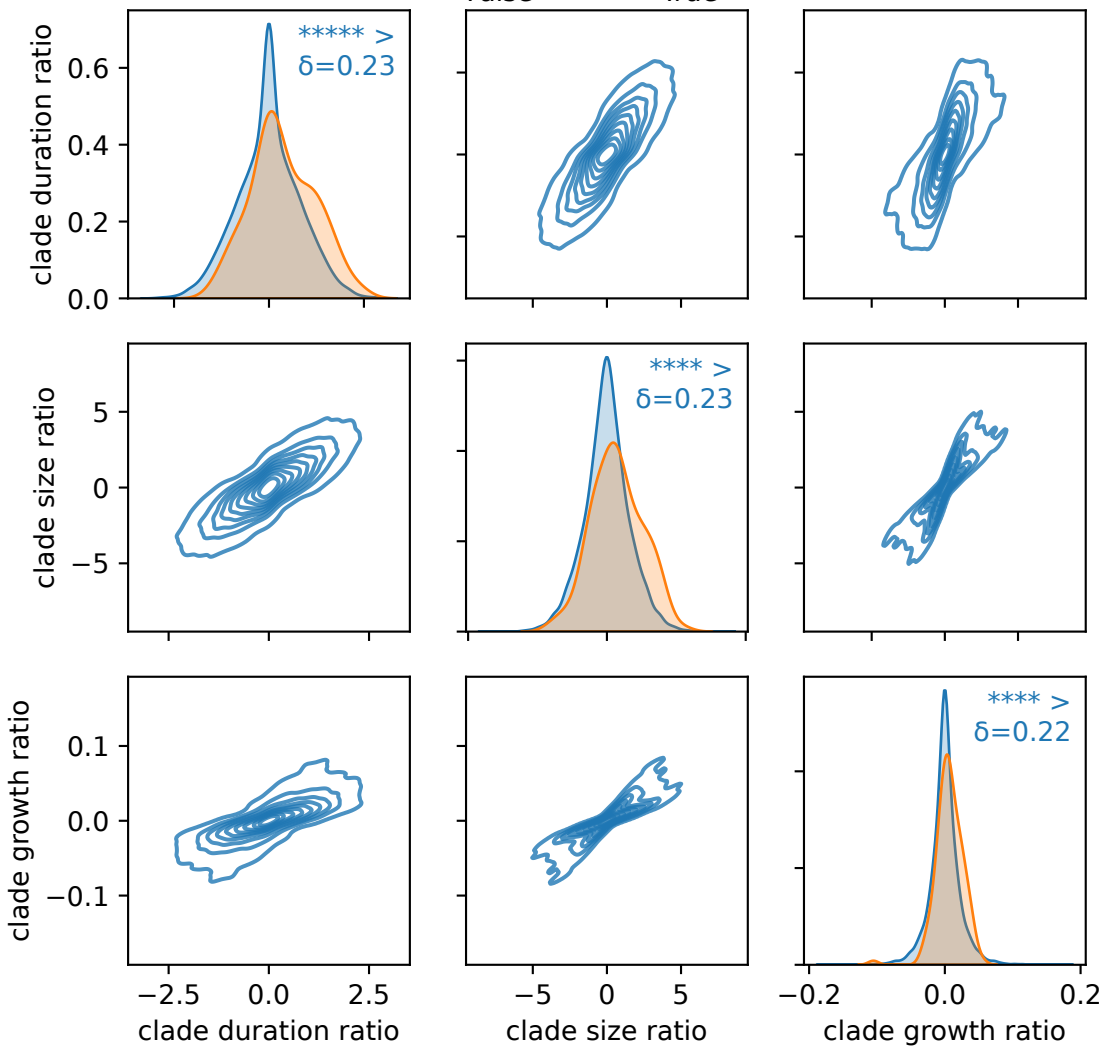 ***** >
δ=0.23
clade duration ratio
0.6
0.4
0.2
0.0
**** >
δ=0.23
clade size ratio
5
0
−5
**** >
δ=0.22
clade growth ratio
0.1
0.0
−0.1
−2.5 0.0 2.5
−5 0 5
−0.2 0.0 0.2
clade duration ratio
clade size ratio
clade growth ratio